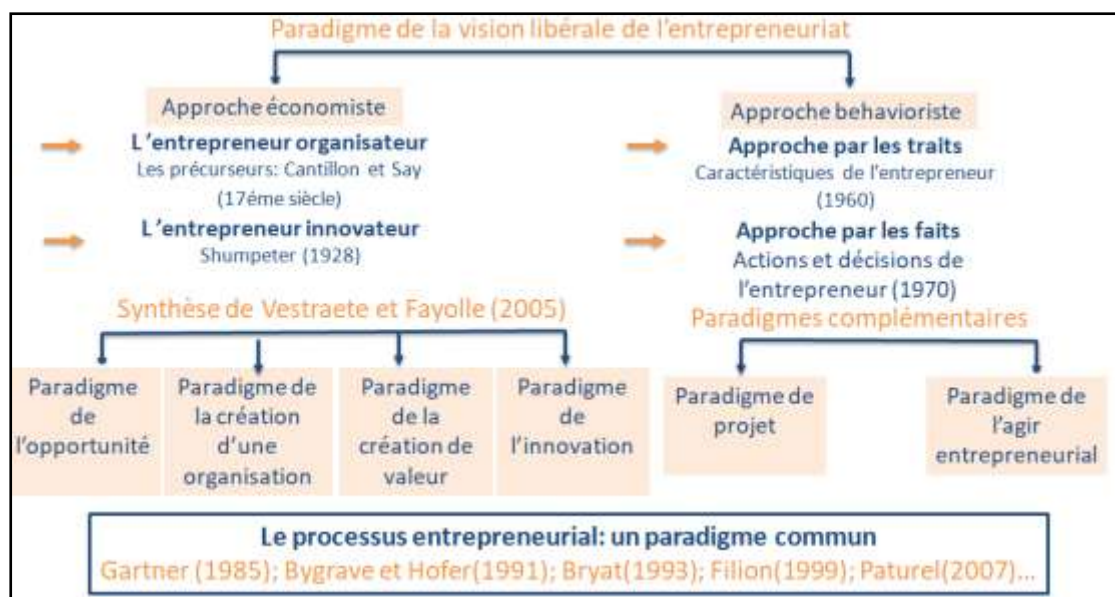 Paradigme de la vision libérale de l'entrepreneuriat
Approche économiste
L'entrepreneur organisateur
Les précurseurs: Cantillon et Say
(17éme siècle)
L'entrepreneur innovateur
Shumpeter (1928)
Approche behavioriste
Approche par les traits
Caractéristiques de l'entrepreneur
(1960)
Approche par les faits
Actions et décisions de
l'entrepreneur (1970)
Synthèse de Vestraete et Fayolle (2005)
Paradigme
de
l'opportunité
Paradigme de
la création
d'une
organisation
Paradigme
de la
création de
valeur
Paradigme
de
l'innovation
Paradigmes complémentaires
Paradigme de
projet
Paradigme de
l'agir
entrepreneurial
Le processus entrepreneurial: un paradigme commun
Gartner (1985); Bygrave et Hofer(1991); Bryat(1993); Filion(1999); Paturel(2007)...